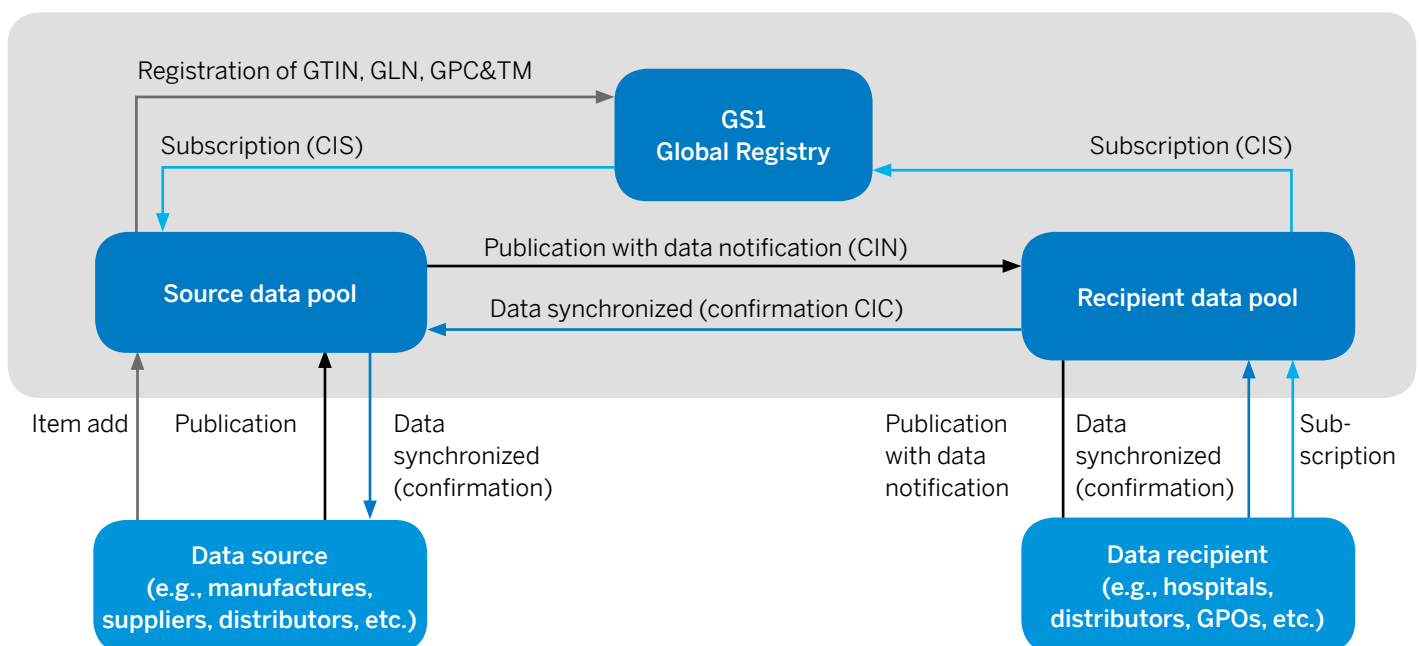 Registration of GTIN, GLN, GPC&TM
GS1
Global Registry
Subscription (CIS)
Subscription (CIS)
Source data pool
Publication with data notification (CIN)
Data synchronized (confirmation CIC)
Recipient data pool
Item add
Publication
Data
synchronized
(confirmation)
Publication
with data
notification
Data
synchronized
(confirmation)
Sub-
scription
Data source
(e.g., manufactures,
suppliers, distributors, etc.)
Data recipient
(e.g., hospitals,
distributors, GPOs, etc.)